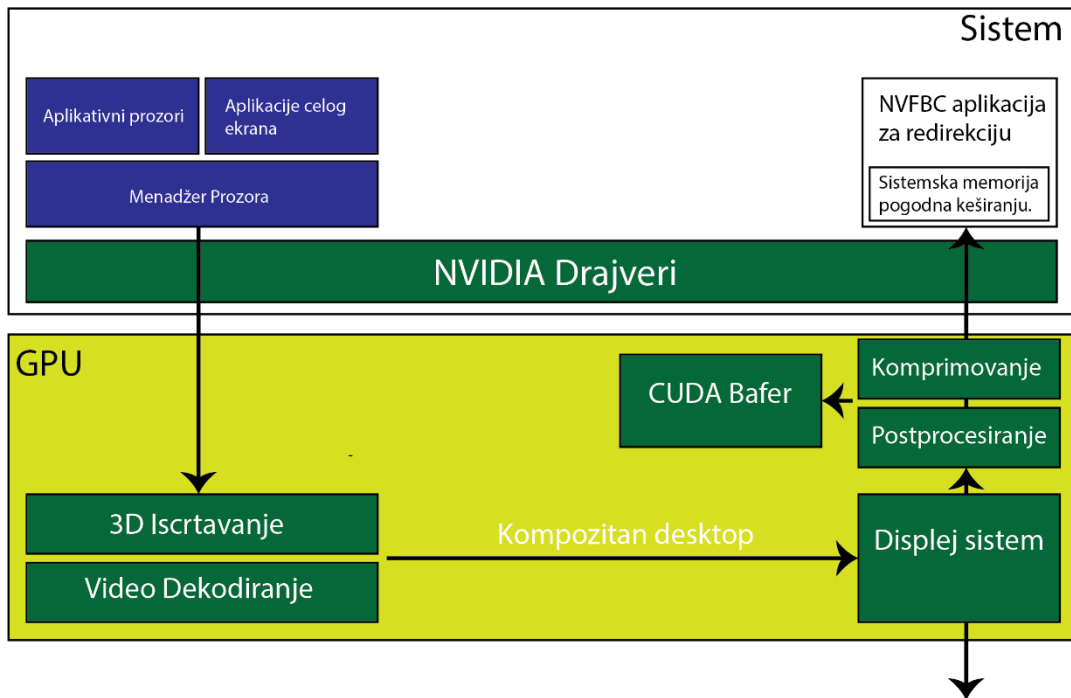 Sistem
Aplikativni prozori
Aplikacije celog
ekrana
Menadžer Prozora
NVFBC aplikacija
za redirekciju
Sistemska memorija
pogodna keširanju.
NVIDIA Drajveri
GPU
CUDA Bafer
Komprimovanje
Postprocesiranje
-
3D Iscrtavanje
Video Dekodiranje
Kompozitan desktop
Displej sistem